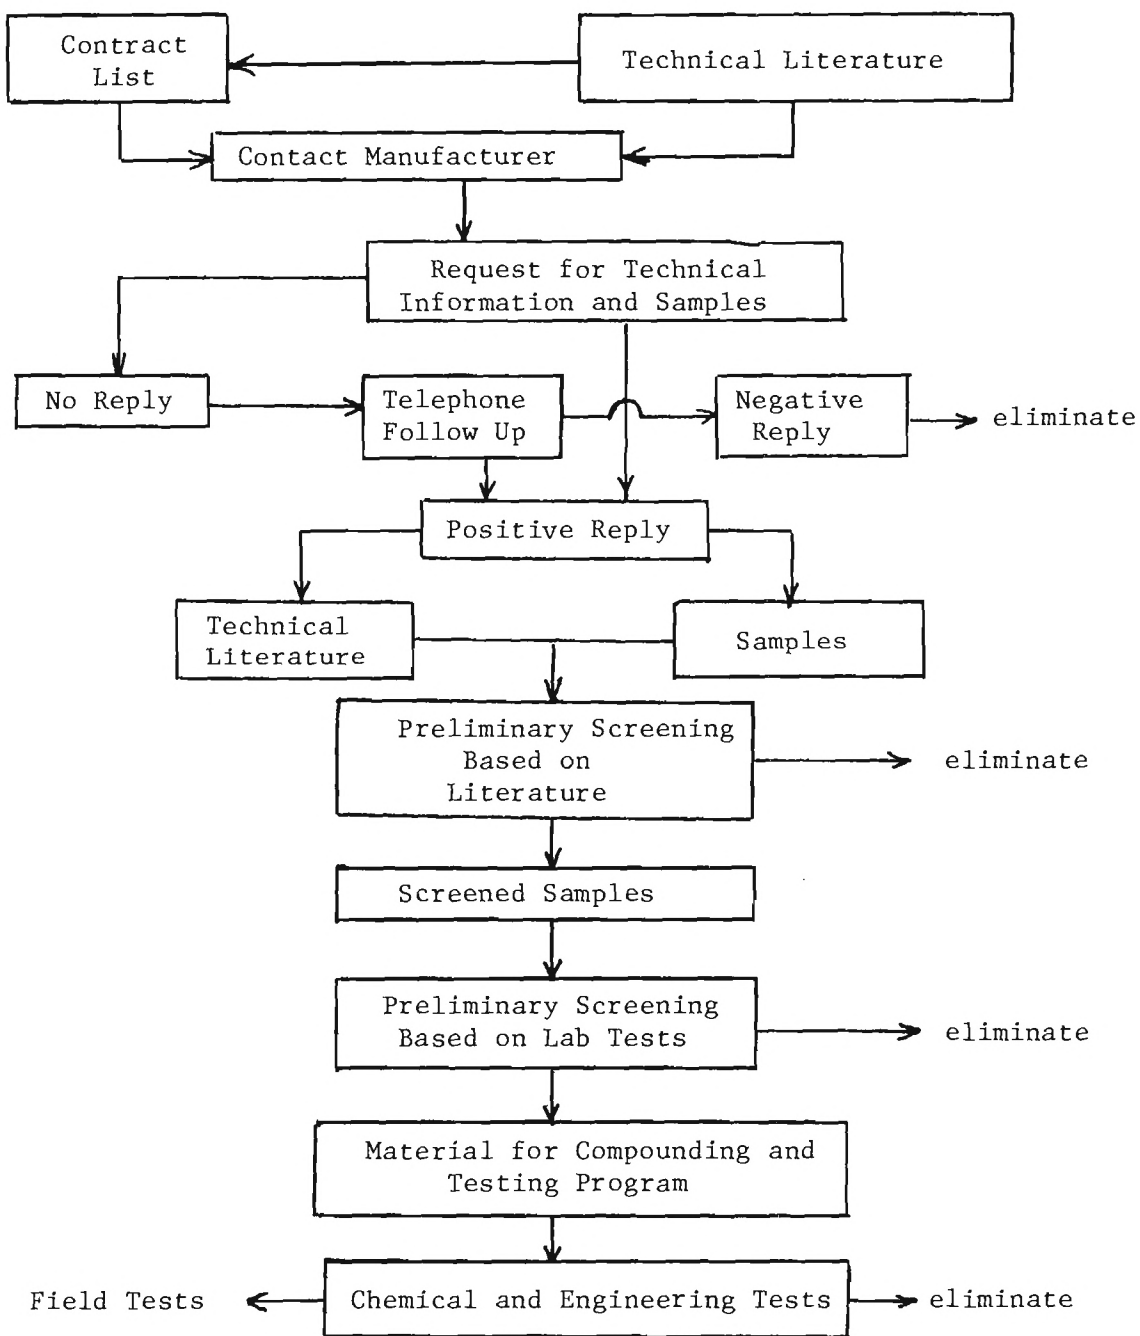 Contract
List
Technical Literature
Contact Manufacturer
Request for Technical
Information and Samples
No Reply
Telephone
Follow Up
Negative
Reply
eliminate
Positive Reply
Technical
Literature
Samples
Preliminary Screening
Based on
Literature
eliminate
Screened Samples
Preliminary Screening
Based on Lab Tests
eliminate
Material for Compounding and
Testing Program
Field Tests
Chemical and Engineering Tests
eliminate